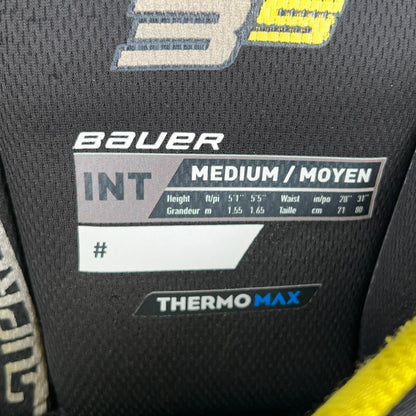 3S
BAUER
INT MEDIUM / MOYEN
Height ft/pi 5'1" 5'5" Waist in/po 28" 31"
Grandeur m 1.55 1.65 Taille cm 71 80
#
THERMO MAX